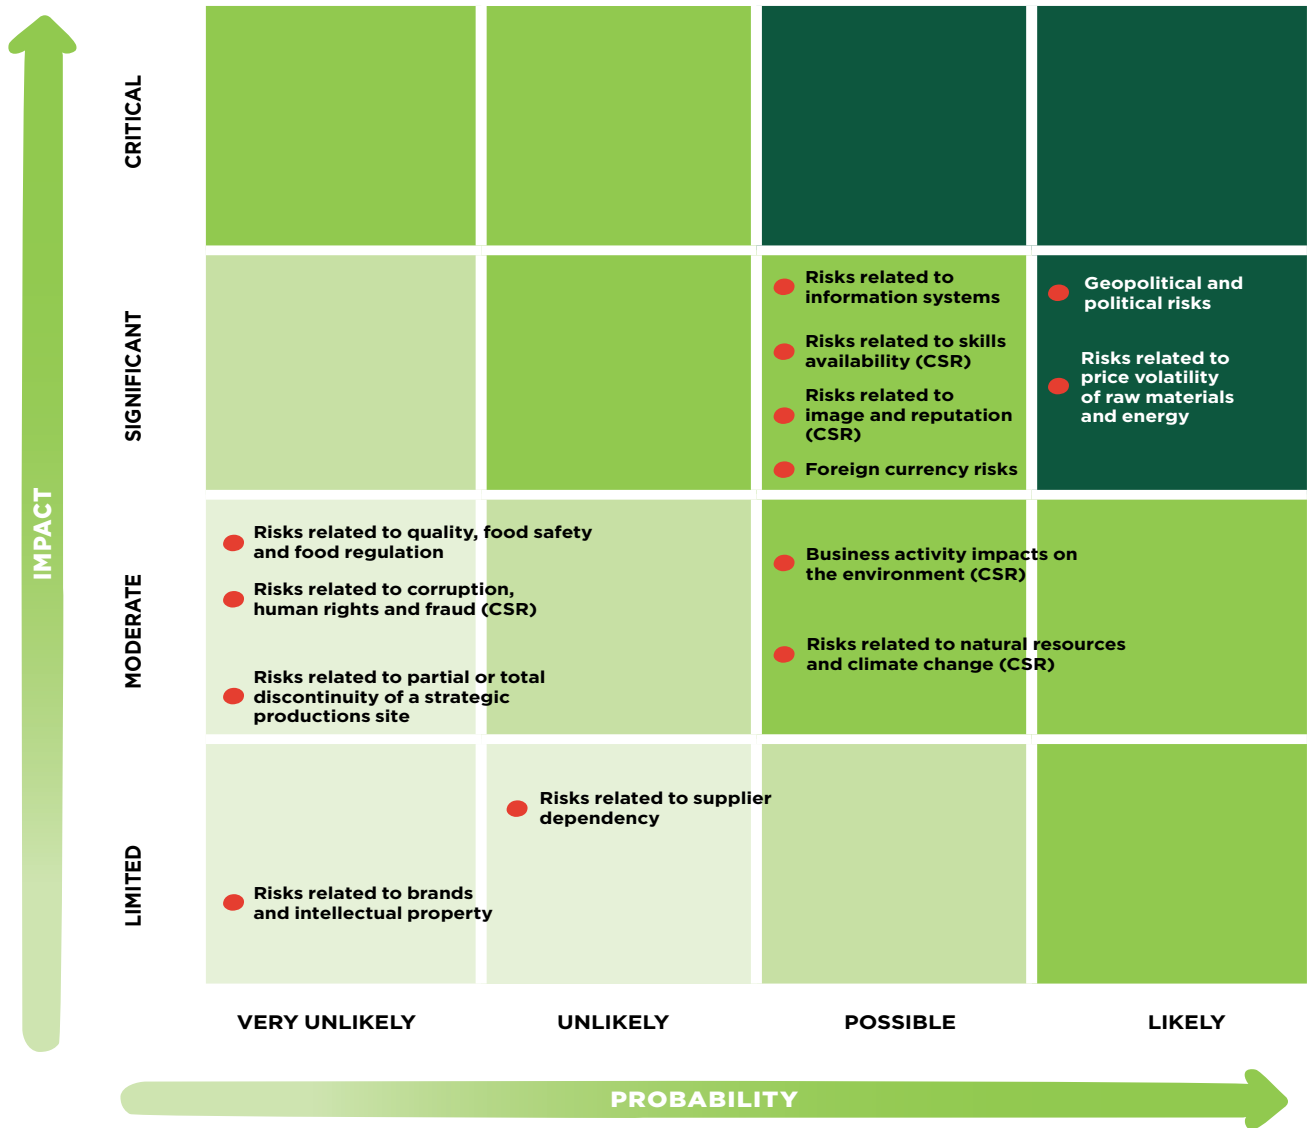 IMPACT
CRITICAL
SIGNIFICANT
Risks related to
information systems
Risks related to skills
availability (CSR)
Risks related to
image and reputation
(CSR)
Foreign currency risks
Geopolitical and
political risks
Risks related to
price volatility
of raw materials
and energy
MODERATE
Risks related to quality, food safety
and food regulation
Risks related to corruption,
human rights and fraud (CSR)
Risks related to partial or total
discontinuity of a strategic
productions site
Business activity impacts on
the environment (CSR)
Risks related to natural resources
and climate change (CSR)
LIMITED
Risks related to brands
and intellectual property
Risks related to supplier
dependency
VERY UNLIKELY
UNLIKELY
POSSIBLE
LIKELY
PROBABILITY